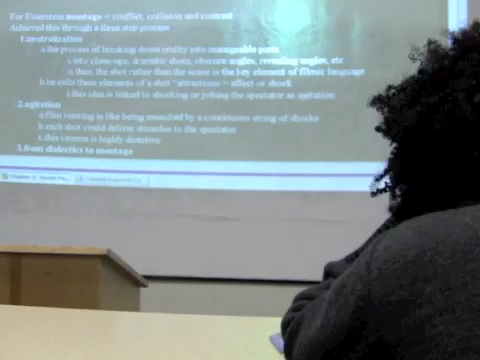 For Eisenstein montage = conflict, collision and contrast
Achieved this through a three step process
1.neutralization
a.the process of breaking down reality into manageable parts
i.into close-ups, dramatic shots, obscure angles, revealing angles, etc
ii thus, the shot rather than the scene is the key element of filmic language
b.he calls these elements of a shot "attractions = affect or shock
i.this idea is linked to shocking or jolting the spectator as agitation
2.agitation
a.film viewing is like being assaulted by a continuous string of shocks
b.each shot could deliver stimulus to the spectator
c.this cinema is highly directive
3.from dialectics to montage